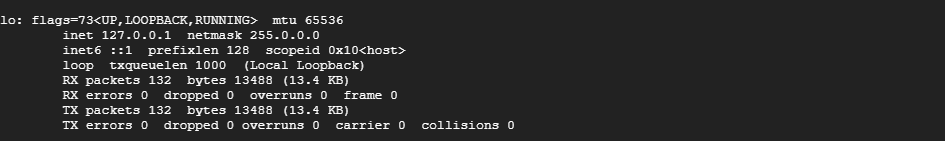 lo: flags=73<UP,LOOPBACK,RUNNING>  mtu 65536
inet 127.0.0.1  netmask 255.0.0.0
inet6 ::1  prefixlen 128  scopeid 0x10<host>
loop  txqueuelen 1000  (Local Loopback)
RX packets 132  bytes 13488 (13.4 KB)
RX errors 0  dropped 0  overruns 0  frame 0
TX packets 132  bytes 13488 (13.4 KB)
TX errors 0  dropped 0 overruns 0  carrier 0  collisions 0